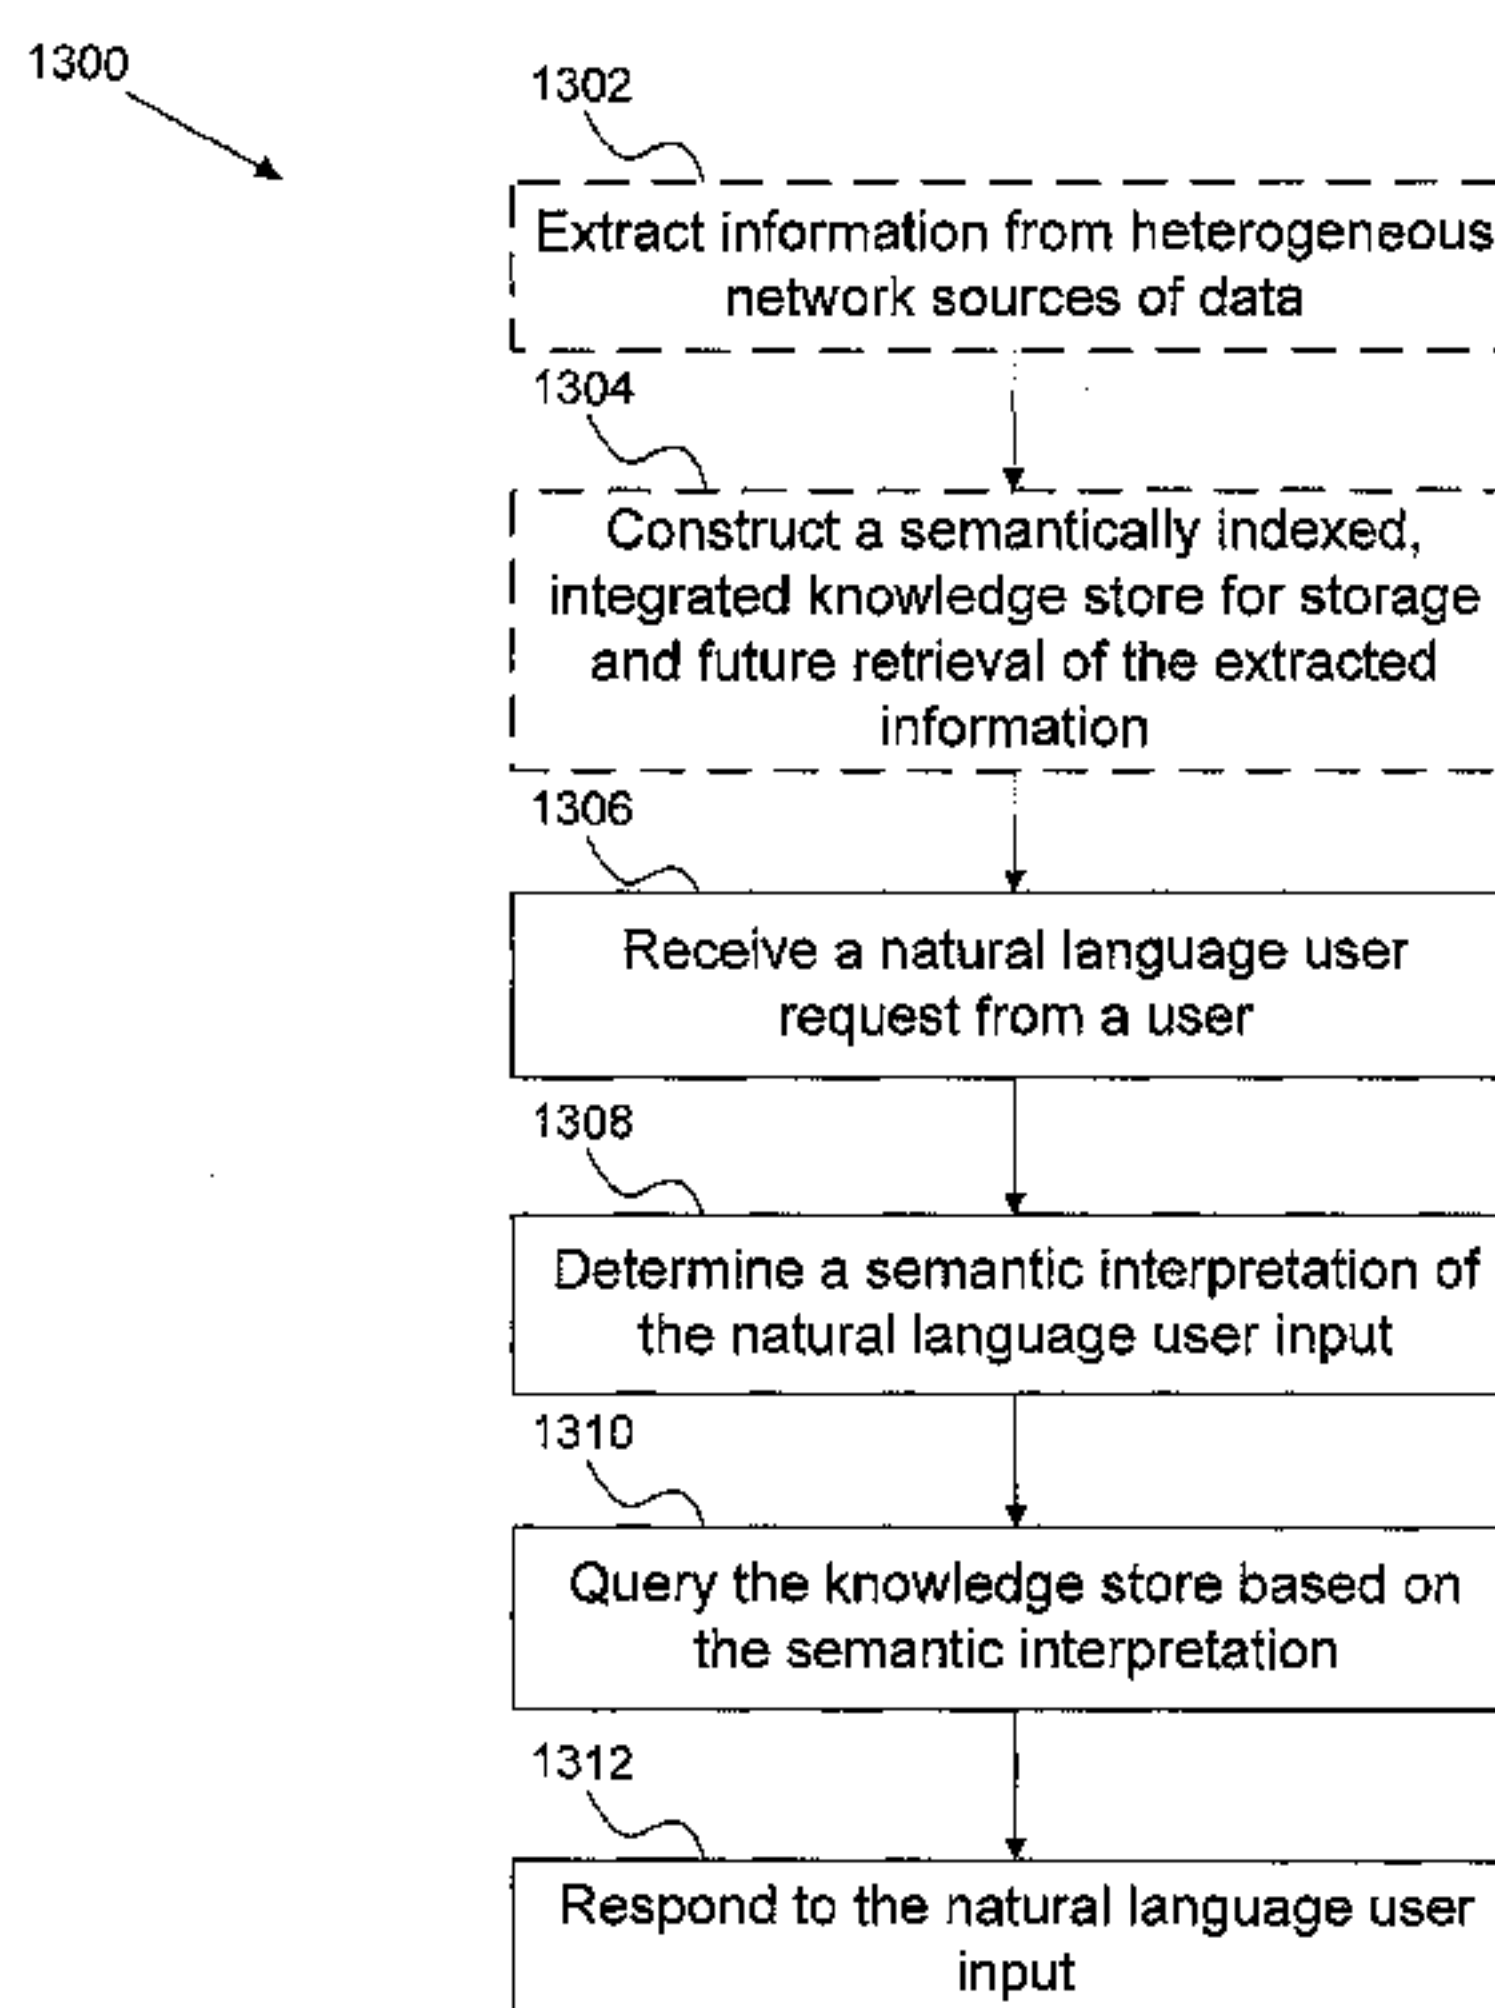 1300
1302
Extract information from heterogeneous
network sources of data
1304
Construct a semantically indexed,
integrated knowledge store for storage
and future retrieval of the extracted
information
1306
Receive a natural language user
request from a user
1308
Determine a semantic interpretation of
the natural language user input
1310
Query the knowledge store based on
the semantic interpretation
1312
Respond to the natural language user
input